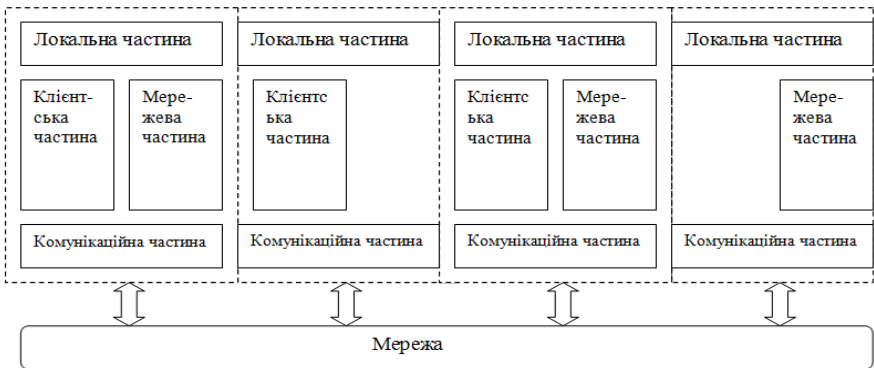 Локальна частина
Локальна частина
Локальна частина
Локальна частина
Клієнт-
ська
частина
Мере-
жева
частина
Клієнтс
ька
частина
Клієнтс
ька
частина
Мере-
жева
частина
Мере-
жева
частина
Комунікаційна частина
Комунікаційна частина
Комунікаційна частина
Комунікаційна частина
Мережа